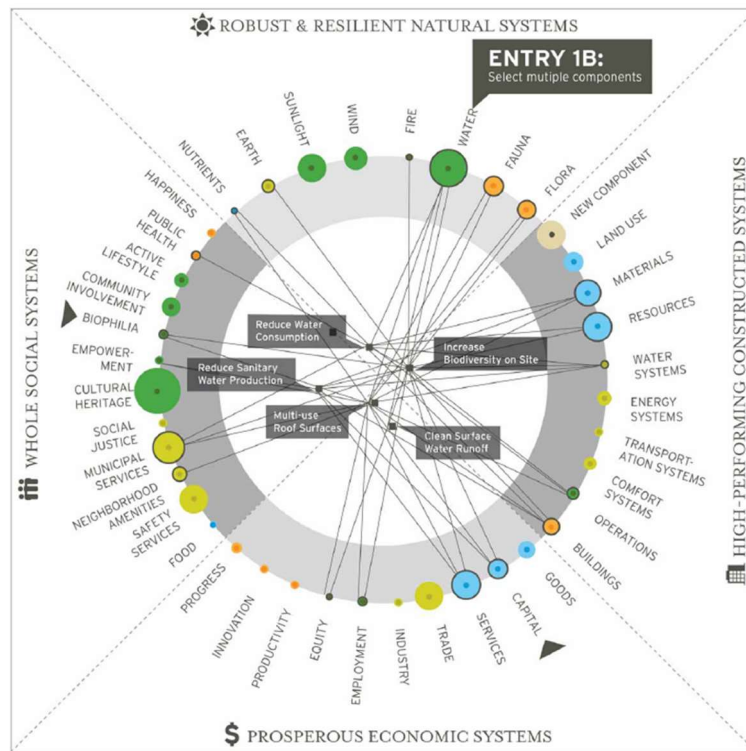 ROBUST & RESILIENT NATURAL SYSTEMS
ENTRY 1B:
Select mutiple components
NUTRIENTS
EARTH
SUNLIGHT
WIND
FIRE
WATER
FAUNA
FLORA
NEW COMPONENT
LAND USE
MATERIALS
RESOURCES
WATER
SYSTEMS
ENERGY
SYSTEMS
TRANSPORT-
ATION SYSTEMS
COMFORT
SYSTEMS
OPERATIONS
BUILDINGS
GOODS
CAPITAL
SERVICES
TRADE
INDUSTRY
EMPLOYMENT
EQUITY
PRODUCTIVITY
INNOVATION
PROGRESS
FOOD
SAFETY
SERVICES
NEIGHBORHOOD
AMENITIES
MUNICIPAL
SERVICES
SOCIAL
JUSTICE
CULTURAL
HERITAGE
EMPOWER-
MENT
BIOPHILIA
COMMUNITY
INVOLVEMENT
ACTIVE
LIFESTYLE
PUBLIC
HEALTH
HAPPINESS
Reduce Water
Consumption
Increase
Biodiversity on Site
Reduce Sanitary
Water Production
Multi-use
Roof Surfaces
Clean Surface
Water Runoff
WHOLE SOCIAL SYSTEMS
HIGH-PERFORMING CONSTRUCTED SYSTEMS
$ PROSPEROUS ECONOMIC SYSTEMS